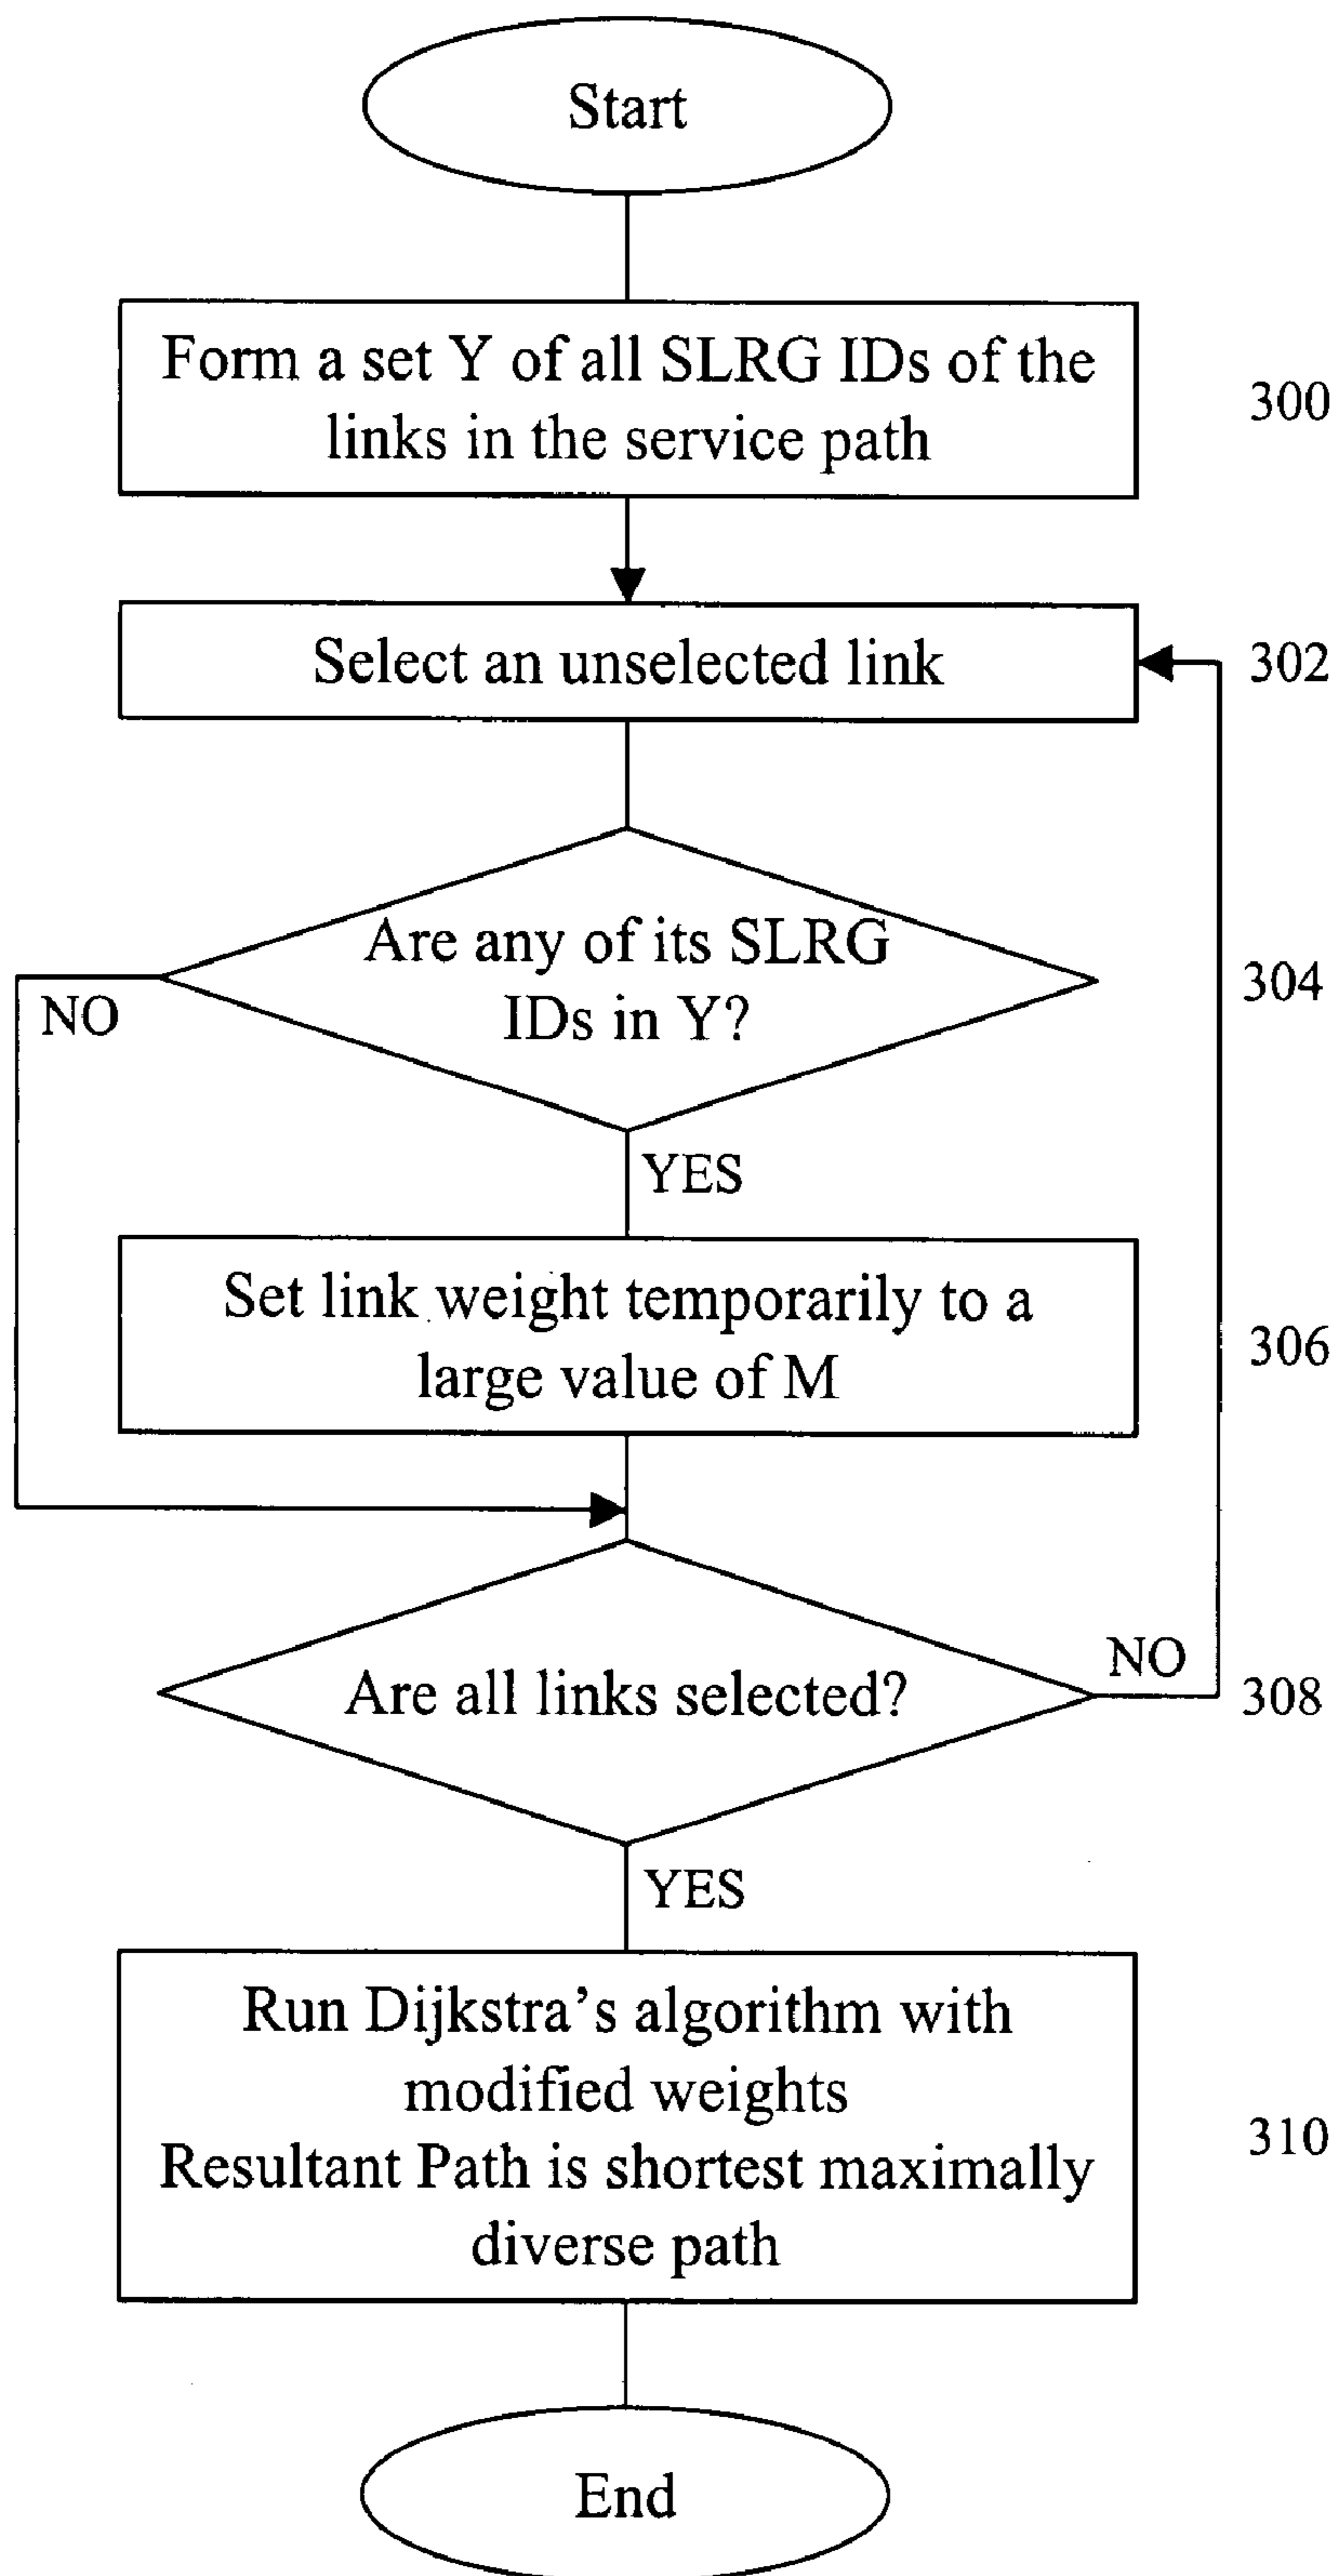 Start
Form a set Y of all SLRG IDs of the
links in the service path
300
Select an unselected link
302
Are any of its SLRG
IDs in Y?
304
NO
YES
Set link weight temporarily to a
large value of M
306
Are all links selected?
NO
308
YES
Run Dijkstra's algorithm with
modified weights
Resultant Path is shortest maximally
diverse path
310
End